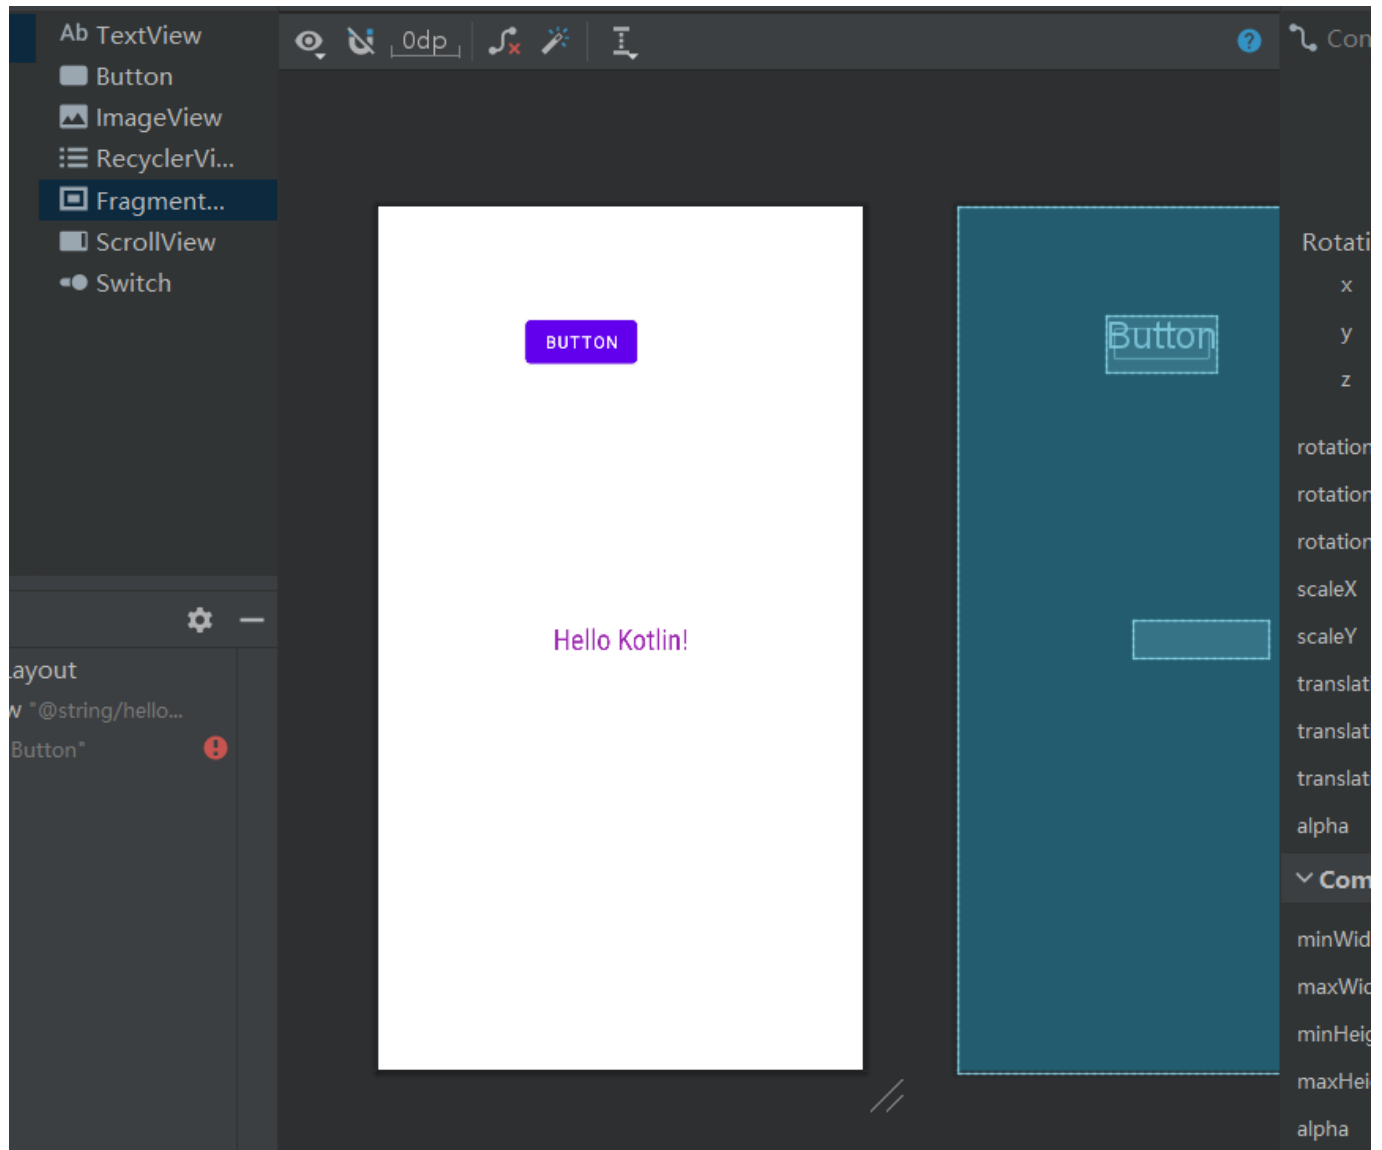 Ab TextView
Button
ImageView
RecyclerVi...
Fragment...
ScrollView
Switch
0dp
?
Con
BUTTON
Hello Kotlin!
Button
ayout
w "@string/hello...
Button"
Rotati
x
y
z
rotation
rotation
rotation
scaleX
scaleY
translat
translat
translat
alpha
Com
minWid
maxWid
minHeig
maxHei
alpha